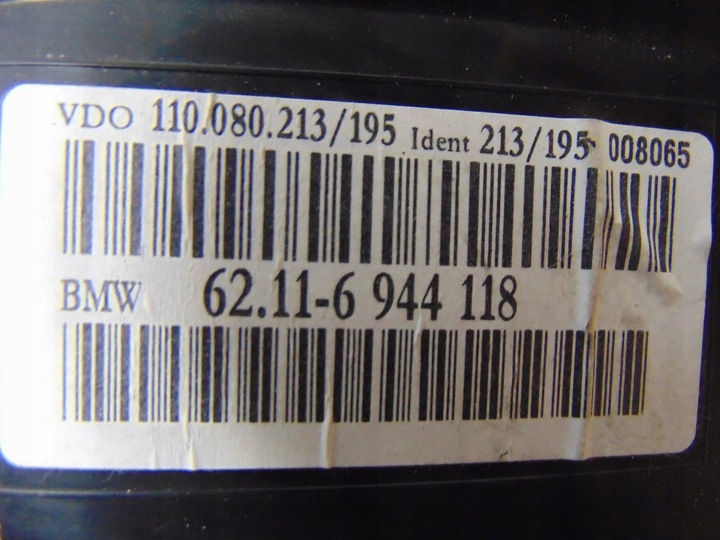 VDO 110.080.213/195 Ident 213/195 008065
BMW 62.11-6 944 118